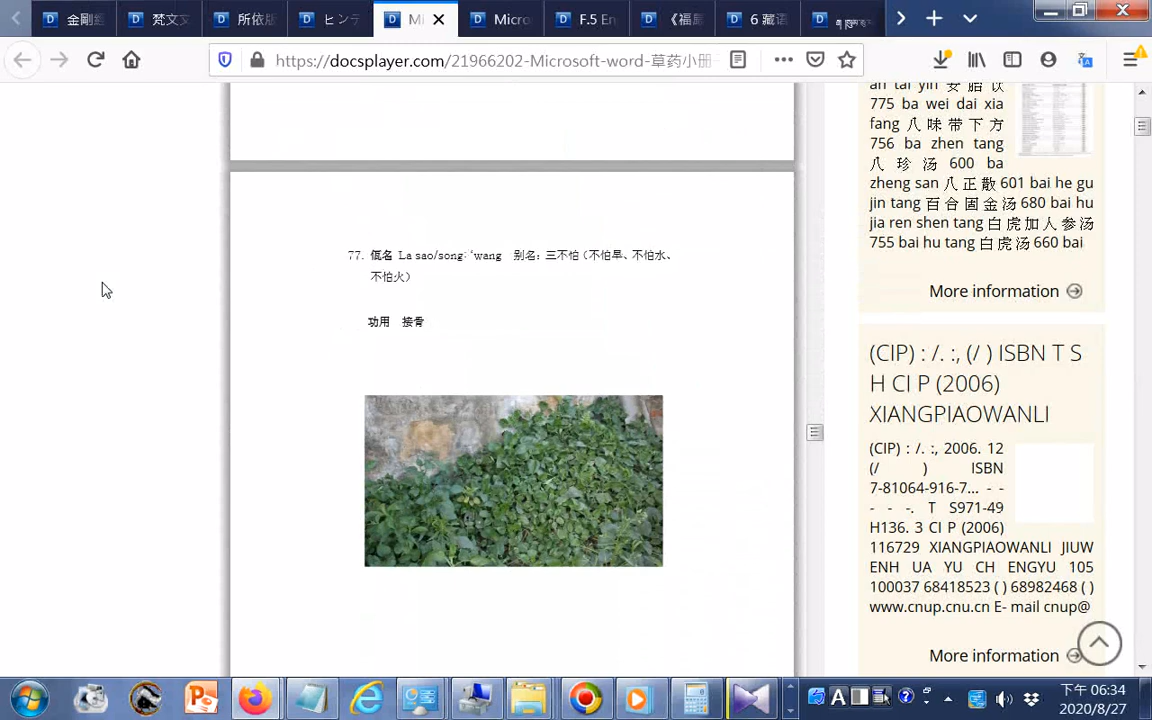 金剛經
梵文文
所依版
ヒンテ
Mi
Micro
F.5 En
《福厚
6 藏语
https://docsplayer.com/21966202-Microsoft-word-草药小册
77. 佤名 La sao/song: 'wang 别名：三不怕（不怕旱、不怕水、
不怕火）
功用 接骨
an tai yin 安 胎 饮
775 ba wei dai xia
fang 八 味 带 下 方
756 ba zhen tang
八 珍 汤 600 ba
zheng san 八 正 散 601 bai he gu
jin tang 百 合 固 金 汤 680 bai hu
jia ren shen tang 白 虎 加 人 参 汤
755 bai hu tang 白 虎 汤 660 bai
More information
(CIP) : /. :, (/ ) ISBN T S
H CI P (2006)
XIANGPIAOWANLI
(CIP) : /. :, 2006. 12
(/ ) ISBN
7-81064-916-7... - -
- - -. T S971-49
H136. 3 CI P (2006)
116729 XIANGPIAOWANLI JIUW
ENH UA YU CH ENGYU 105
100037 68418523 ( ) 68982468 ( )
www.cnup.cnu.cn E- mail cnup@
More information
下午 06:34
2020/8/27